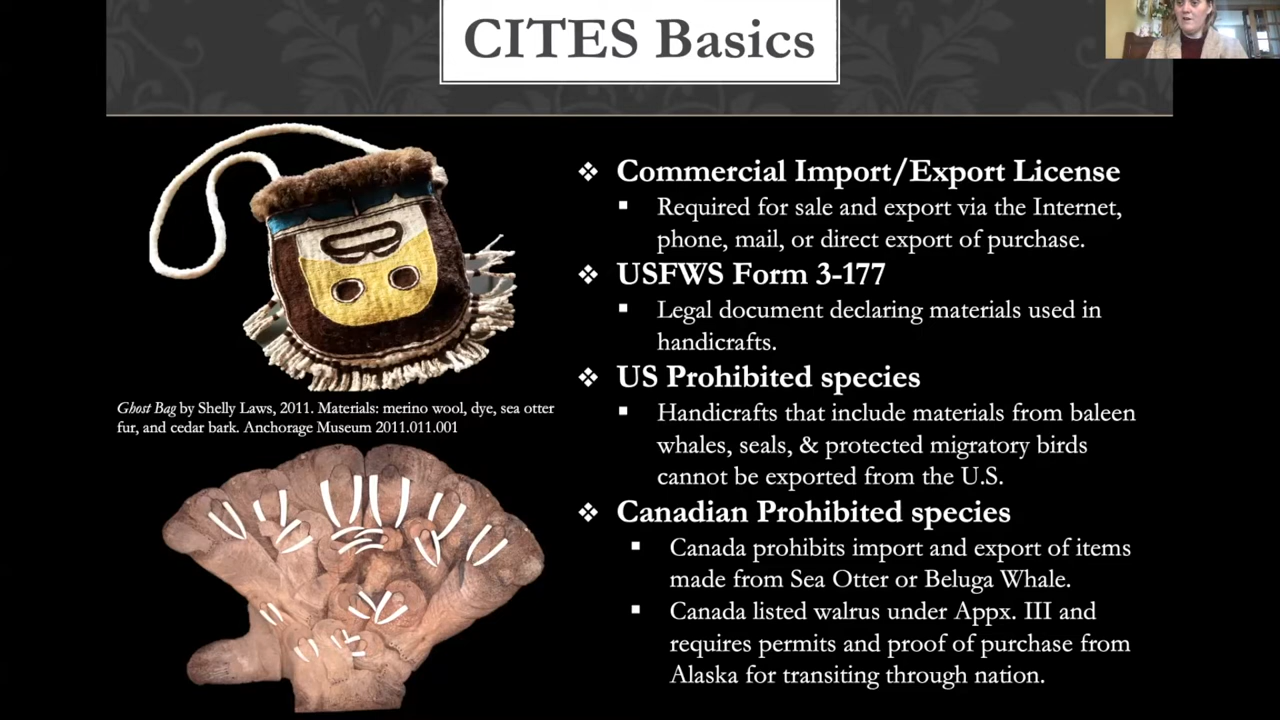 CITES Basics
❖ Commercial Import/Export License
▪ Required for sale and export via the Internet,
phone, mail, or direct export of purchase.
❖ USFWS Form 3-177
▪ Legal document declaring materials used in
handicrafts.
❖ US Prohibited species
▪ Handicrafts that include materials from baleen
whales, seals, & protected migratory birds
cannot be exported from the U.S.
❖ Canadian Prohibited species
▪ Canada prohibits import and export of items
made from Sea Otter or Beluga Whale.
▪ Canada listed walrus under Appx. III and
requires permits and proof of purchase from
Alaska for transiting through nation.
Ghost Bag by Shelly Laws, 2011. Materials: merino wool, dye, sea otter
fur, and cedar bark. Anchorage Museum 2011.011.001